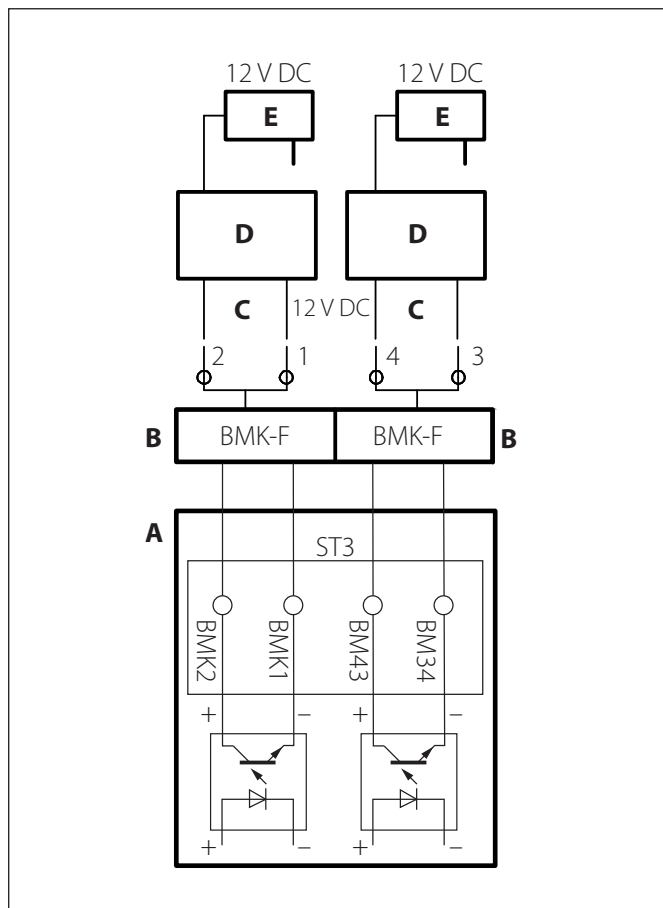 12 V DC 12 V DC
E E
D D
C 12 V DC C
2 1 4 3
B BMK-F BMK-F B
A
ST3
BMK2 BMK1 BM43 BM34
+ − + −
+ − + −